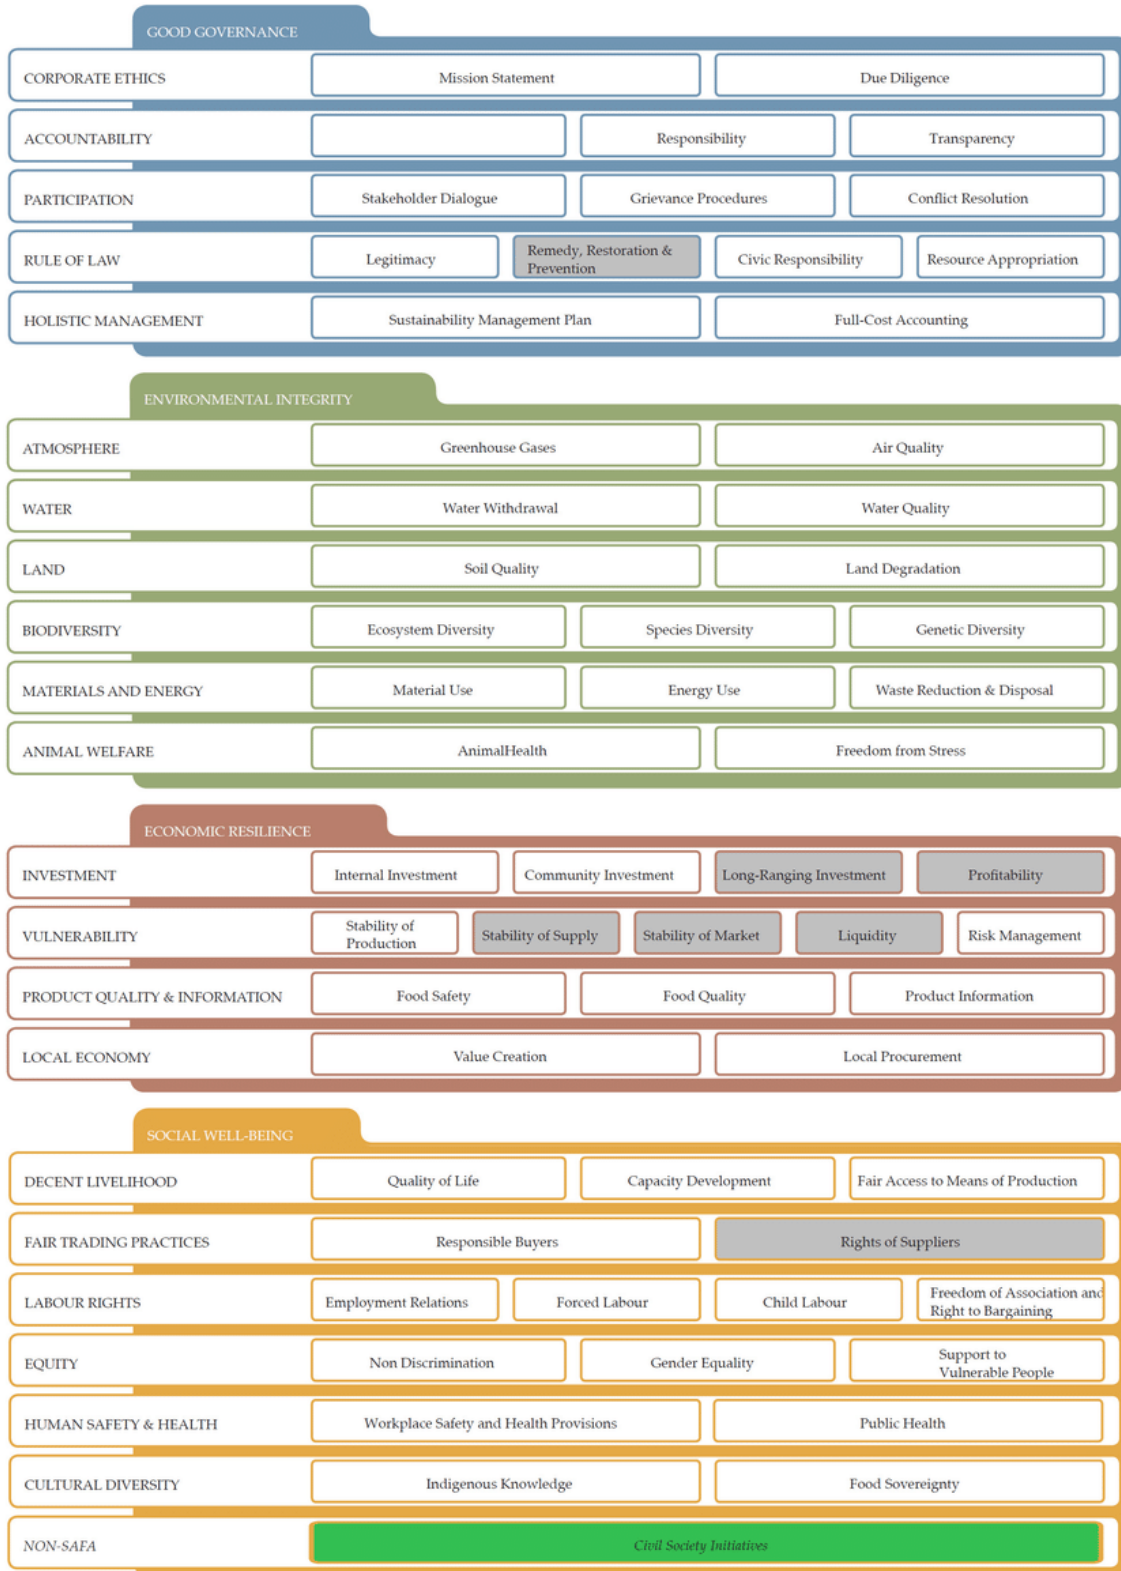 GOOD GOVERNANCE
CORPORATE ETHICS
Mission Statement
Due Diligence
ACCOUNTABILITY
Responsibility
Transparency
PARTICIPATION
Stakeholder Dialogue
Grievance Procedures
Conflict Resolution
RULE OF LAW
Legitimacy
Remedy, Restoration &
Prevention
Civic Responsibility
Resource Appropriation
HOLISTIC MANAGEMENT
Sustainability Management Plan
Full-Cost Accounting
ENVIRONMENTAL INTEGRITY
ATMOSPHERE
Greenhouse Gases
Air Quality
WATER
Water Withdrawal
Water Quality
LAND
Soil Quality
Land Degradation
BIODIVERSITY
Ecosystem Diversity
Species Diversity
Genetic Diversity
MATERIALS AND ENERGY
Material Use
Energy Use
Waste Reduction & Disposal
ANIMAL WELFARE
AnimalHealth
Freedom from Stress
ECONOMIC RESILIENCE
INVESTMENT
Internal Investment
Community Investment
Long-Ranging Investment
Profitability
VULNERABILITY
Stability of
Production
Stability of Supply
Stability of Market
Liquidity
Risk Management
PRODUCT QUALITY & INFORMATION
Food Safety
Food Quality
Product Information
LOCAL ECONOMY
Value Creation
Local Procurement
SOCIAL WELL-BEING
DECENT LIVELIHOOD
Quality of Life
Capacity Development
Fair Access to Means of Production
FAIR TRADING PRACTICES
Responsible Buyers
Rights of Suppliers
LABOUR RIGHTS
Employment Relations
Forced Labour
Child Labour
Freedom of Association and
Right to Bargaining
EQUITY
Non Discrimination
Gender Equality
Support to
Vulnerable People
HUMAN SAFETY & HEALTH
Workplace Safety and Health Provisions
Public Health
CULTURAL DIVERSITY
Indigenous Knowledge
Food Sovereignty
NON-SAFA
Civil Society Initiatives